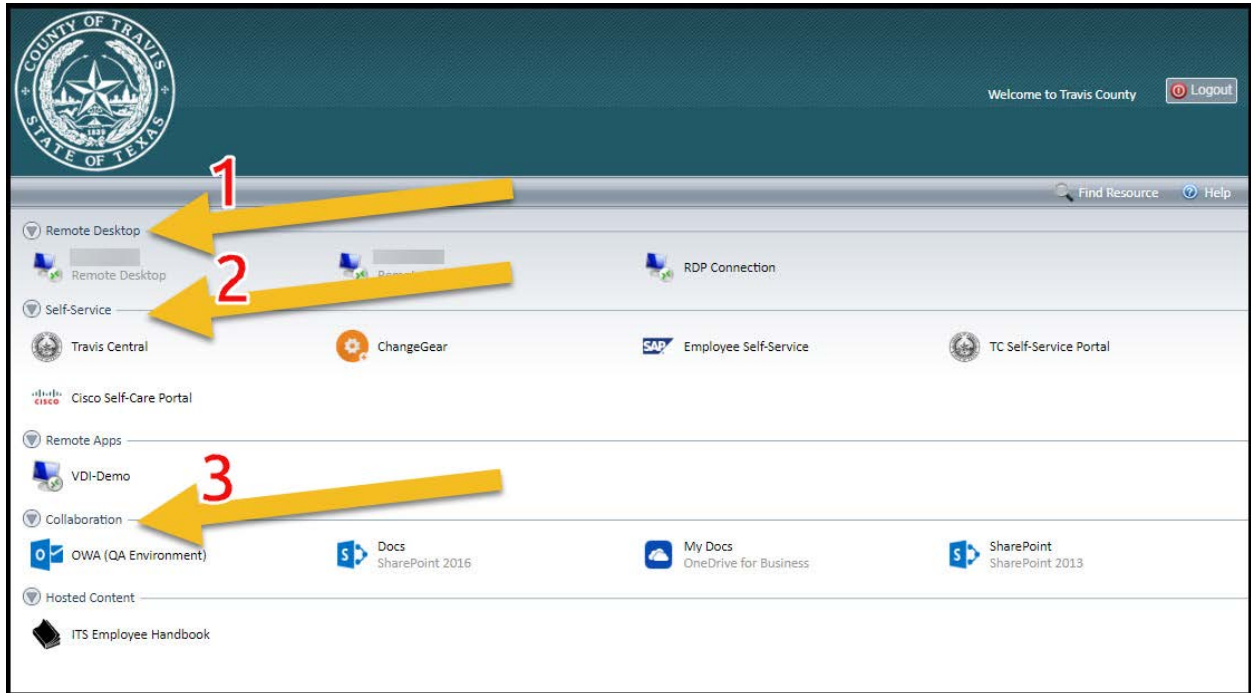 COUNTY OF TRAVIS
STATE OF TEXAS
1839
Welcome to Travis County
Logout
1
Find Resource
Help
Remote Desktop
Remote Desktop
RDP Connection
2
Self-Service
Travis Central
ChangeGear
SAP
Employee Self-Service
TC Self-Service Portal
CISCO
Cisco Self-Care Portal
Remote Apps
VDI-Demo
3
Collaboration
OWA (QA Environment)
Docs
SharePoint 2016
My Docs
OneDrive for Business
SharePoint
SharePoint 2013
Hosted Content
ITS Employee Handbook